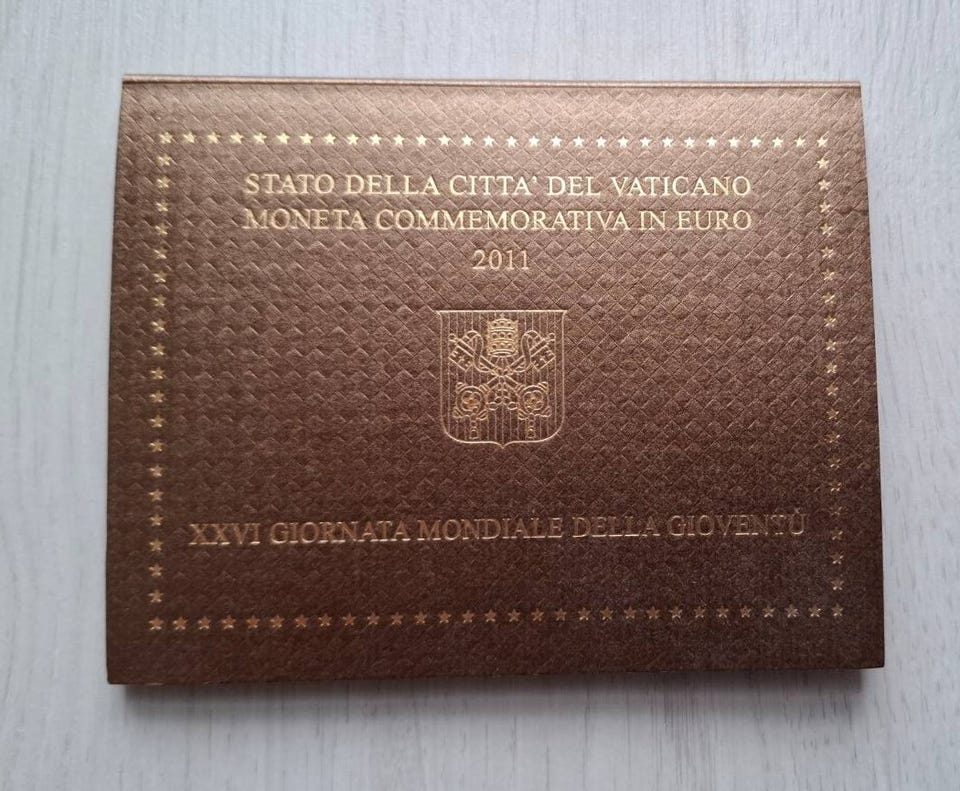 STATO DELLA CITTA' DEL VATICANO
MONETA COMMEMORATIVA IN EURO
2011
XXVI GIORNATA MONDIALE DELLA GIOVENTÙ